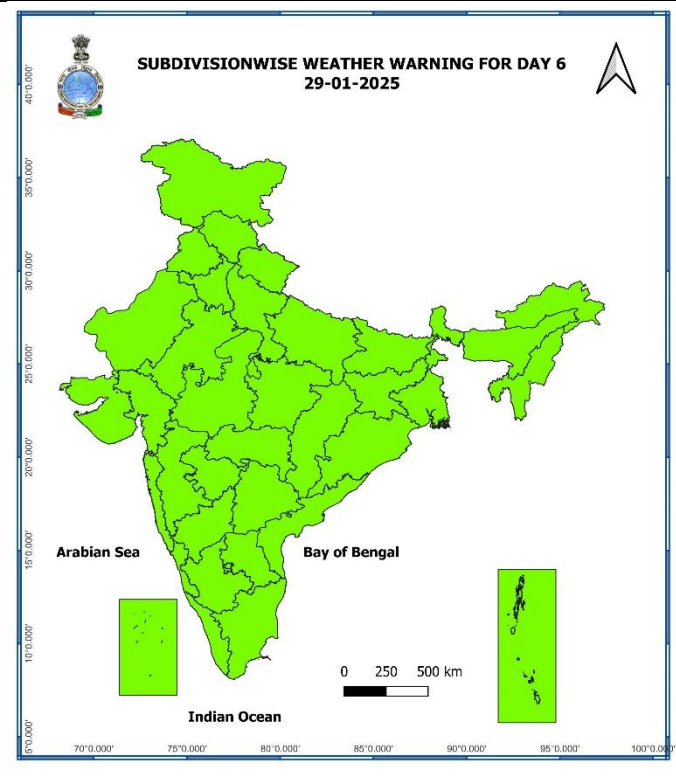 SUBDIVISIONWISE WEATHER WARNING FOR DAY 6
29-01-2025
40°0.000'
35°0.000'
30°0.000'
25°0.000'
20°0.000'
15°0.000'
10°0.000'
5°0.000'
Arabian Sea
Bay of Bengal
0 250 500 km
Indian Ocean
70°0.000' 75°0.000' 80°0.000' 85°0.000' 90°0.000' 95°0.000' 100°0.000'